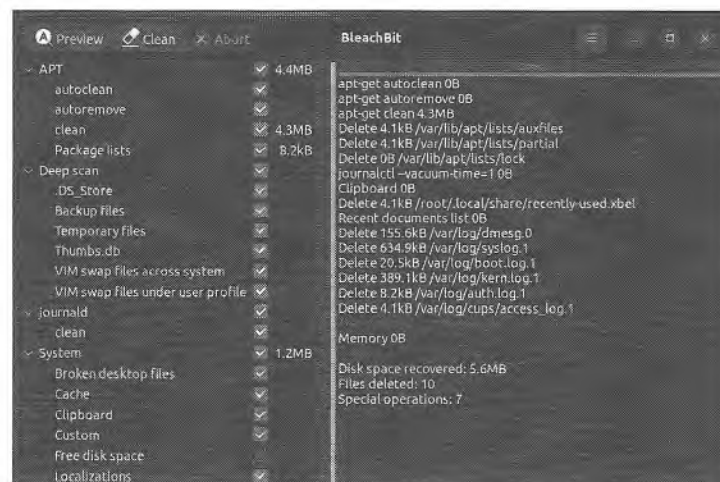 Preview Clean Abort BleachBit
APT 4.4MB
autoclean
autoremove
clean 4.3MB
Package lists 8.2kB
Deep scan
.DS_Store
Backup files
Temporary files
Thumbs.db
VIM swap files across system
VIM swap files under user profile
journald
clean
System 1.2MB
Broken desktop files
Cache
Clipboard
Custom
Free disk space
Localizations
apt-get autoclean 0B
apt-get autoremove 0B
apt-get clean 4.3MB
Delete 4.1kB /var/lib/apt/lists/auxfiles
Delete 4.1kB /var/lib/apt/lists/partial
Delete 0B /var/lib/apt/lists/lock
journalctl --vacuum-time=1 0B
Clipboard 0B
Delete 4.1kB /root/.local/share/recently-used.xbel
Recent documents list 0B
Delete 155.6kB /var/log/dmesg.0
Delete 634.9kB /var/log/syslog.1
Delete 20.5kB /var/log/boot.log.1
Delete 389.1kB /var/log/kern.log.1
Delete 8.2kB /var/log/auth.log.1
Delete 4.1kB /var/log/cups/access_log.1
Memory 0B
Disk space recovered: 5.6MB
Files deleted: 10
Special operations: 7